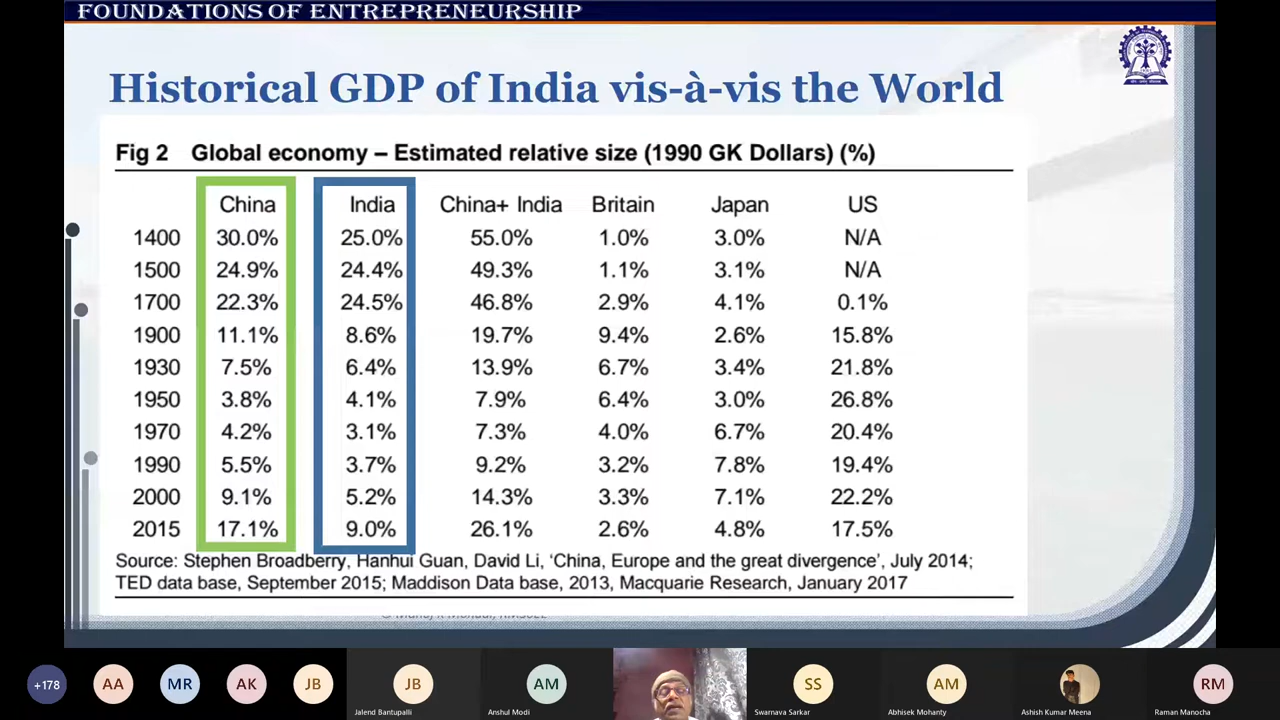 FOUNDATIONS OF ENTREPRENEURSHIP
Historical GDP of India vis-à-vis the World
Fig 2 Global economy – Estimated relative size (1990 GK Dollars) (%)
China India China+ India Britain Japan US
1400 30.0% 25.0% 55.0% 1.0% 3.0% N/A
1500 24.9% 24.4% 49.3% 1.1% 3.1% N/A
1700 22.3% 24.5% 46.8% 2.9% 4.1% 0.1%
1900 11.1% 8.6% 19.7% 9.4% 2.6% 15.8%
1930 7.5% 6.4% 13.9% 6.7% 3.4% 21.8%
1950 3.8% 4.1% 7.9% 6.4% 3.0% 26.8%
1970 4.2% 3.1% 7.3% 4.0% 6.7% 20.4%
1990 5.5% 3.7% 9.2% 3.2% 7.8% 19.4%
2000 9.1% 5.2% 14.3% 3.3% 7.1% 22.2%
2015 17.1% 9.0% 26.1% 2.6% 4.8% 17.5%
Source: Stephen Broadberry, Hanhui Guan, David Li, ‘China, Europe and the great divergence’, July 2014;
TED data base, September 2015; Maddison Data base, 2013, Macquarie Research, January 2017
+178 AA MR AK JB JB AM SS AM RM
Jalend Bantupalli Anshul Modi Swarnava Sarkar Abhisek Mohanty Ashish Kumar Meena Raman Manocha